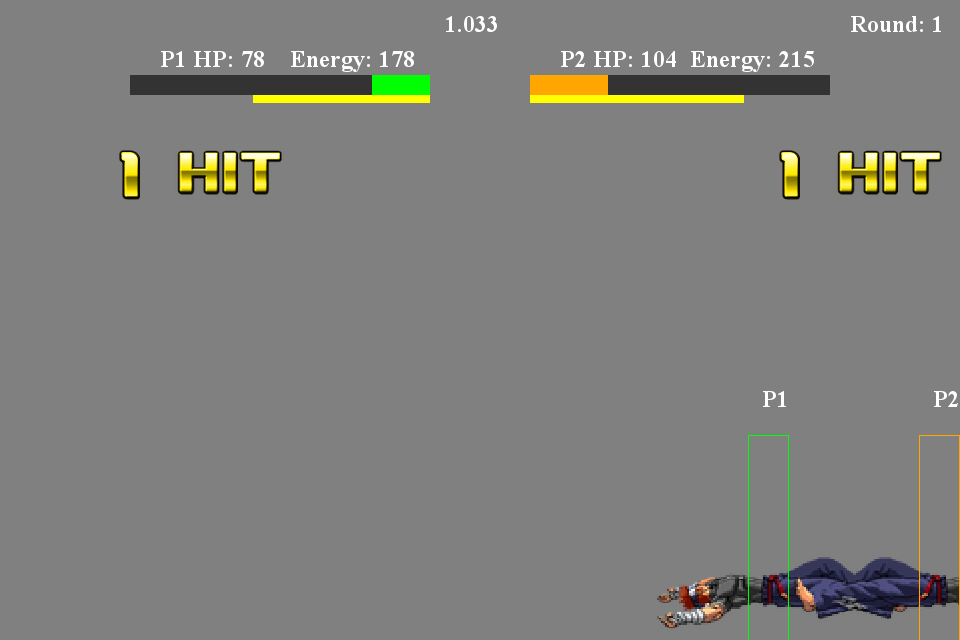 1.033
Round: 1
P1 HP: 78 Energy: 178
P2 HP: 104 Energy: 215
1 HIT
1 HIT
P1
P2